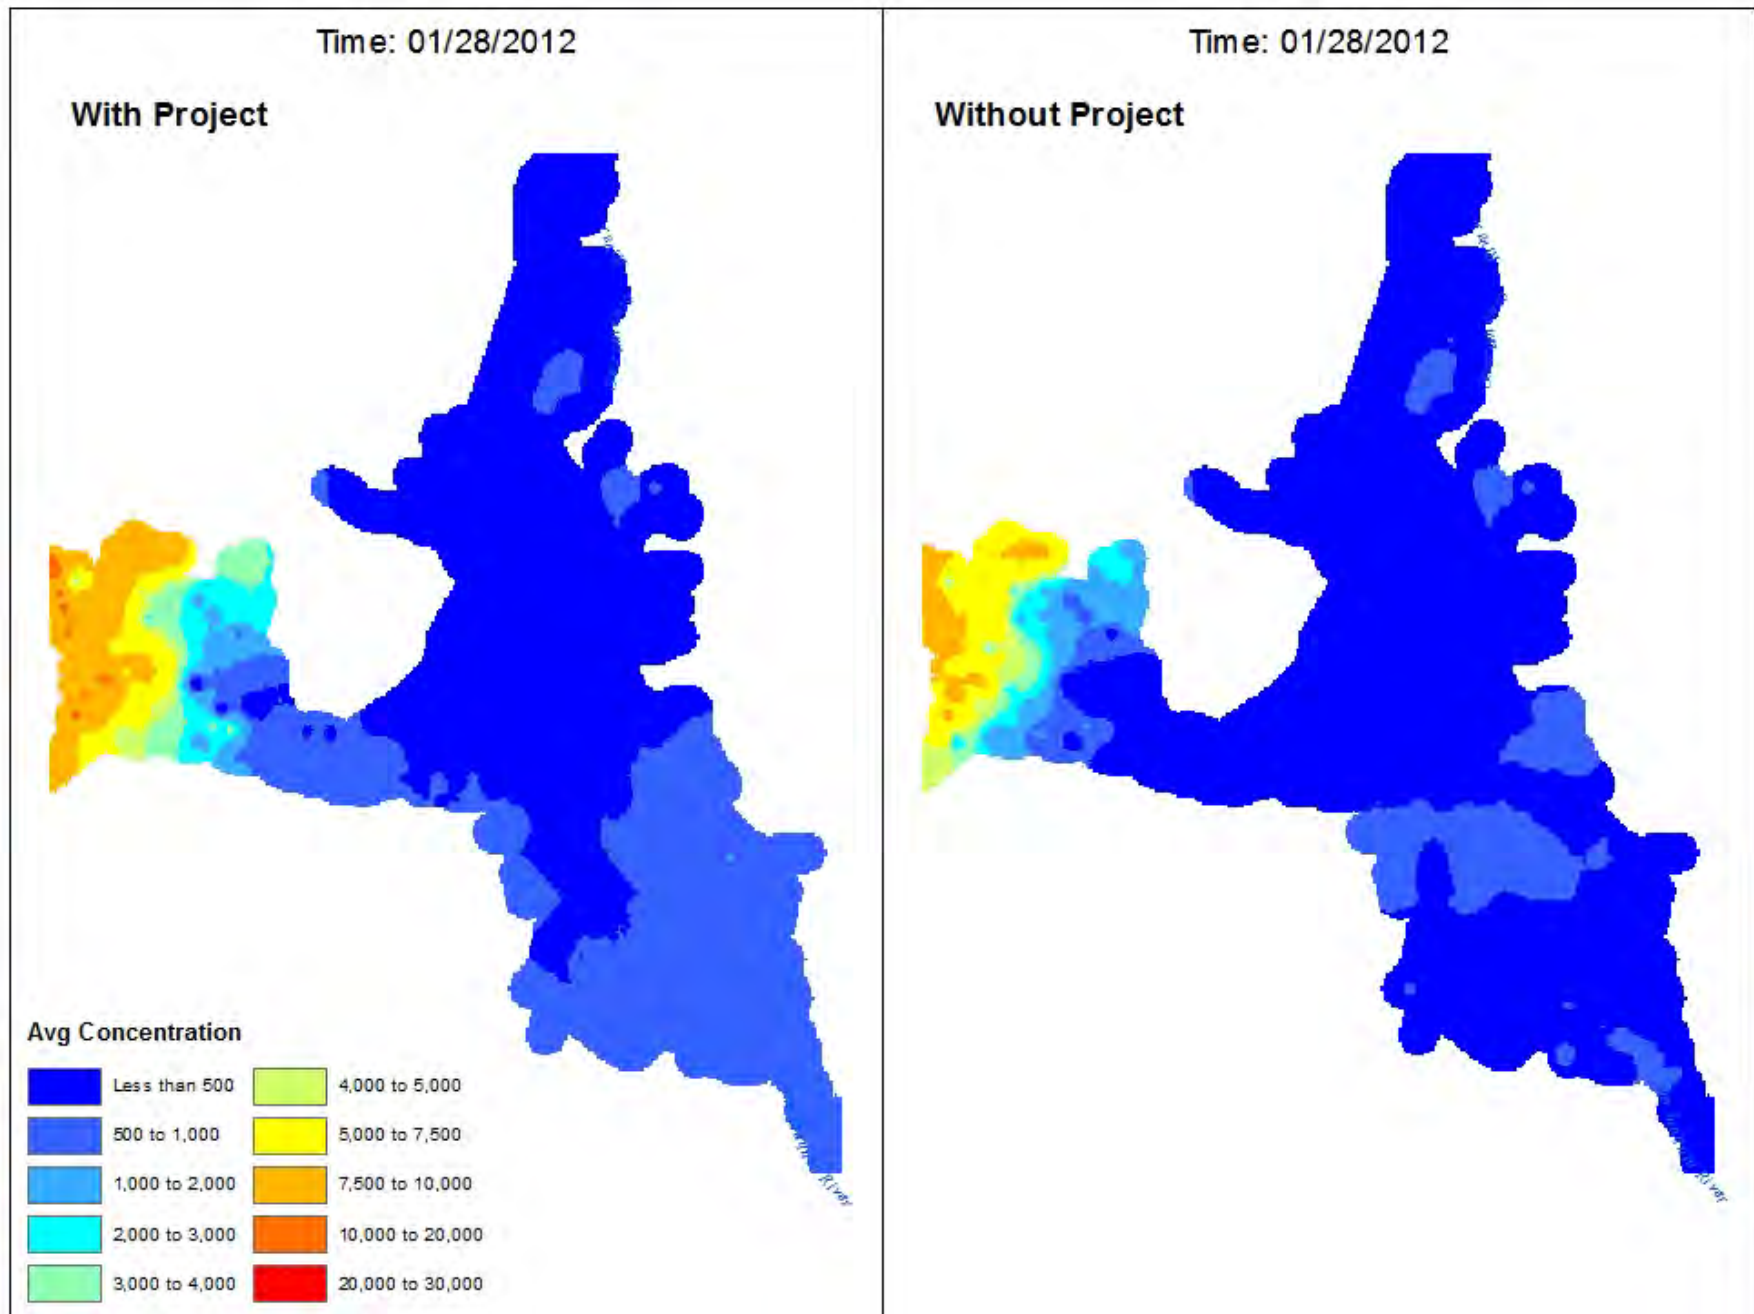 Time: 01/28/2012
With Project
Time: 01/28/2012
Without Project
River
River
Avg Concentration
Less than 500
500 to 1,000
1,000 to 2,000
2,000 to 3,000
3,000 to 4,000
4,000 to 5,000
5,000 to 7,500
7,500 to 10,000
10,000 to 20,000
20,000 to 30,000